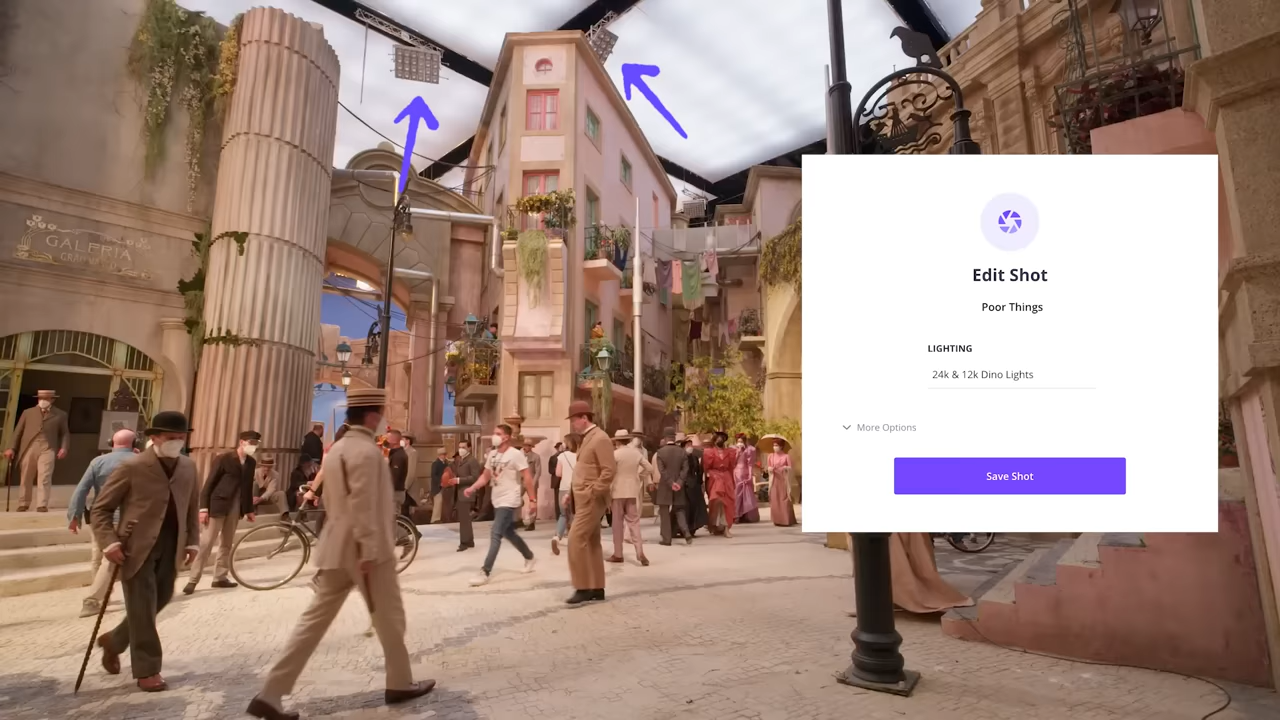 GALERIA
Edit Shot
Poor Things
LIGHTING
24k & 12k Dino Lights
More Options
Save Shot